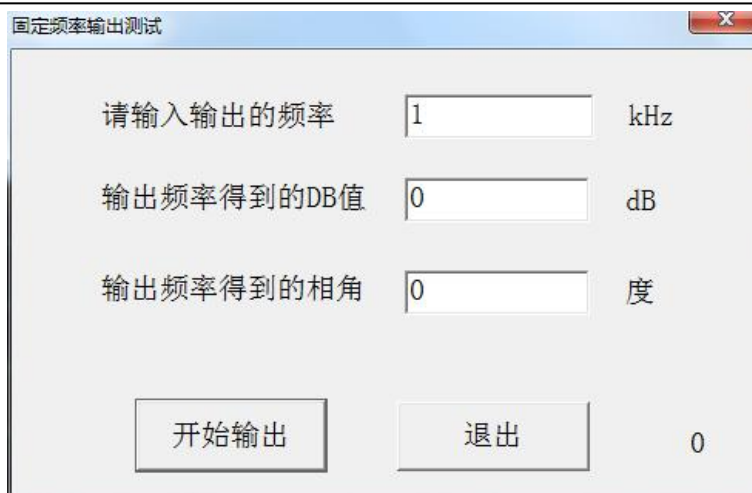 固定频率输出测试
请输入输出的频率 1 kHz
输出频率得到的DB值 0 dB
输出频率得到的相角 0 度
开始输出 退出 0